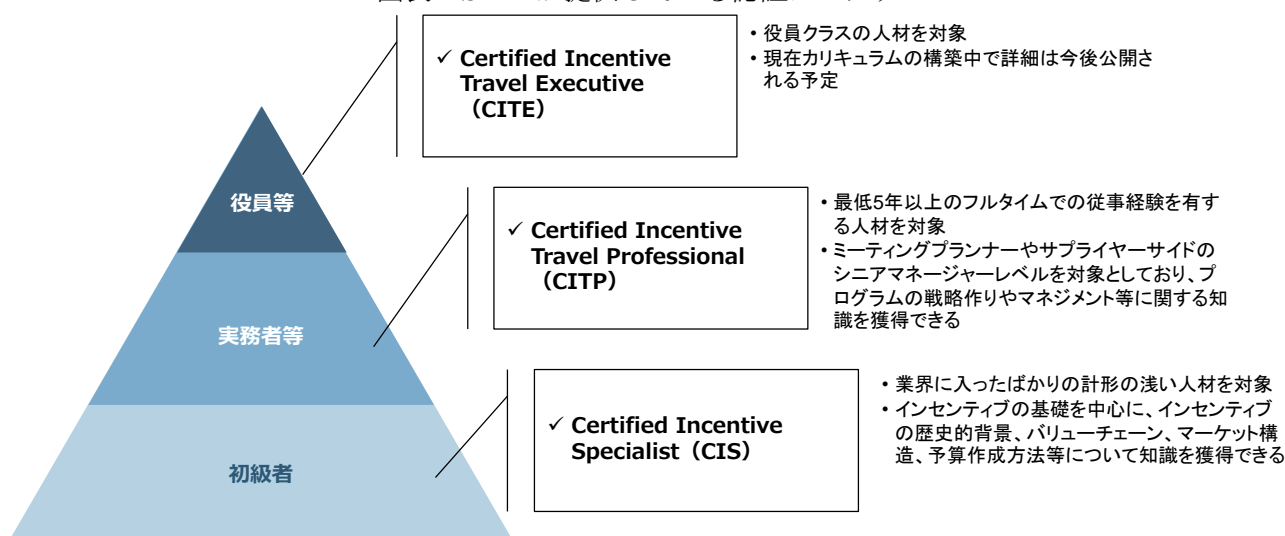 役員等
実務者等
初級者
✓ Certified Incentive
Travel Executive
(CITE)
• 役員クラスの人材を対象
• 現在カリキュラムの構築中で詳細は今後公開さ
れる予定
✓ Certified Incentive
Travel Professional
(CITP)
• 最低5年以上のフルタイムでの従事経験を有す
る人材を対象
• ミーティングプランナーやサプライヤーサイドの
シニアマネージャーレベルを対象としており、プ
ログラムの戦略作りやマネジメント等に関する知
識を獲得できる
✓ Certified Incentive
Specialist（CIS）
• 業界に入ったばかりの計形の浅い人材を対象
• インセンティブの基礎を中心に、インセンティブ
の歴史的背景、バリューチェーン、マーケット構
造、予算作成方法等について知識を獲得できる